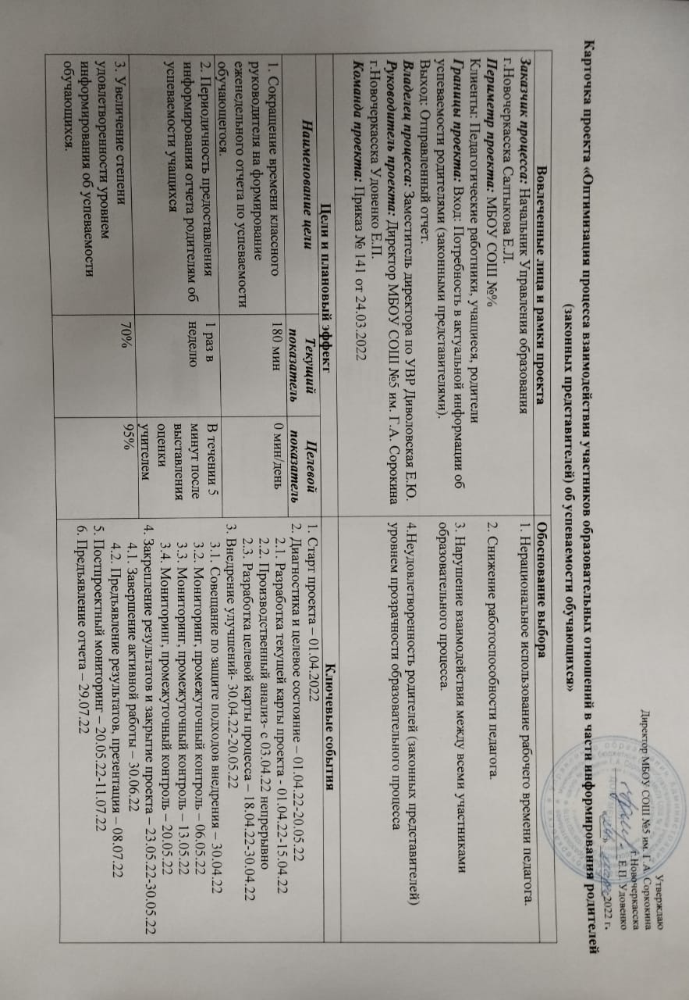 Утверждаю
Директор МБОУ СОШ №5 им. Г.А. Соркокина
г.Новочеркасска
Е.П. Удовенко
2022 г.
Карточка проекта «Оптимизация процесса взаимодействия участников образовательных отношений в части информирования родителей
(законных представителей) об успеваемости обучающихся»
Вовлеченные лица и рамки проекта
Заказчик процесса: Начальник Управления образования
г.Новочеркасска Салтыкова Е.Л.
Периметр проекта: МБОУ СОШ №%
Клиенты: Педагогические работники, учащиеся, родители
Границы проекта: Вход: Потребность в актуальной информации об
успеваемости родителями (законными представителями).
Выход: Отправленный отчет.
Владелец процесса: Заместитель директора по УВР Диволовская Е.Ю.
Руководитель проекта: Директор МБОУ СОШ №5 им. Г.А. Сорокина
г.Новочеркасска Удовенко Е.П.
Команда проекта: Приказ № 141 от 24.03.2022
Обоснование выбора
1. Нерациональное использование рабочего времени педагога.
2. Снижение работоспособности педагога.
3. Нарушение взаимодействия между всеми участниками
образовательного процесса.
4.Неудовлетворенность родителей (законных представителей)
уровнем прозрачности образовательного процесса
Цели и плановый эффект
Наименование цели
Текущий
показатель
Целевой
показатель
1. Сокращение времени классного
руководителя на формирование
еженедельного отчета по успеваемости
обучающегося.
180 мин
0 мин/день
2. Периодичность предоставления
информирования отчета родителям об
успеваемости учащихся
1 раз в
неделю
В течении 5
минут после
выставления
оценки
учителем
3. Увеличение степени
удовлетворенности уровнем
информирования об успеваемости
обучающихся.
70%
95%
Ключевые события
1. Старт проекта – 01.04.2022
2. Диагностика и целевое состояние – 01.04.22-20.05.22
2.1. Разработка текущей карты проекта - 01.04.22-15.04.22
2.2. Производственный анализ- с 05.04.22 непрерывно
2.3. Разработка целевой карты процесса – 18.04.22-30.04.22
3. Внедрение улучшений- 30.04.22-20.05.22
3.1. Совещание по защите подходов внедрения – 30.04.22
3.2. Мониторинг, промежуточный контроль – 06.05.22
3.3. Мониторинг, промежуточный контроль – 13.05.22
3.4. Мониторинг, промежуточный контроль – 20.05.22
4. Закрепление результатов и закрытие проекта – 23.05.22-30.05.22
4.1. Завершение активной работы – 30.06.22
4.2. Предъявление результатов, презентация – 08.07.22
5. Постпроектный мониторинг – 20.05.22-11.07.22
6. Предъявление отчета – 29.07.22